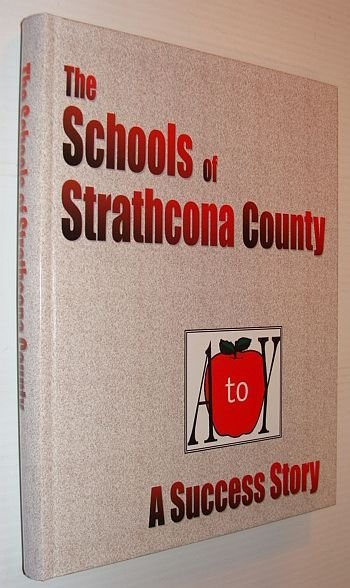 The
Schools of
Strathcona County
A to Y
A Success Story
The Schools of Strathcona County